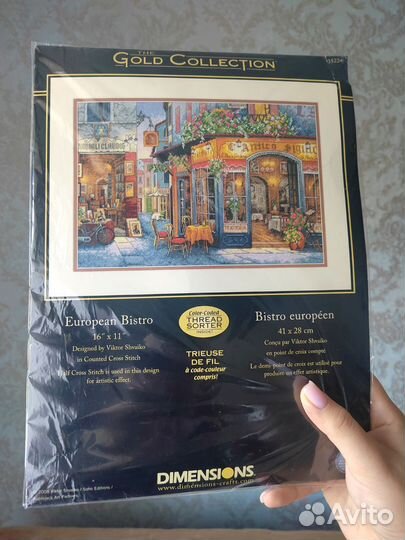 THE
GOLD COLLECTION
35224
European Bistro
16" x 11"
Designed by Viktor Shvaiko
in Counted Cross Stitch
Half Cross Stitch is used in this design
for artistic effect.
Color-Coded
THREAD
SORTER
INSIDE!
TRIEUSE
DE FIL
à code-couleur
compris!
Bistro européen
41 x 28 cm
Conçu par Viktor Shvaiko
en point de croix compté
Le demi-point de croix est utilisé pour
produire un effet artistique.
DIMENSIONS
www.dimensions-crafts.com
Soho Editions /
Avito